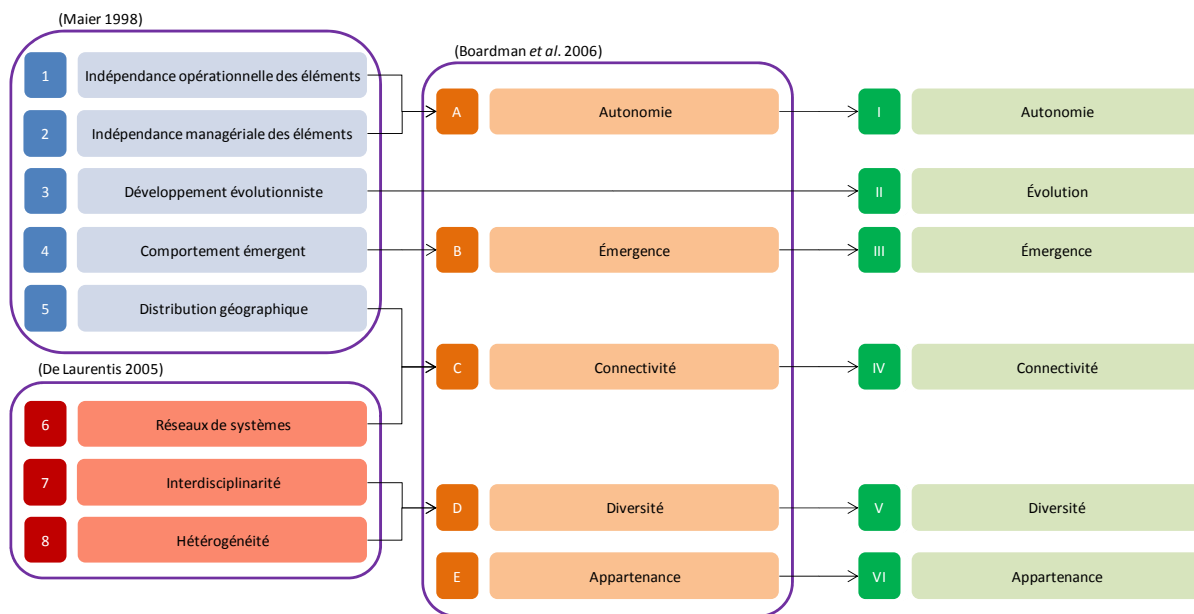 (Maier 1998)
1 Indépendance opérationnelle des éléments
2 Indépendance managériale des éléments
3 Développement évolutionniste
4 Comportement émergent
5 Distribution géographique
(De Laurentis 2005)
6 Réseaux de systèmes
7 Interdisciplinarité
8 Hétérogénéité
(Boardman et al. 2006)
A Autonomie
B Émergence
C Connectivité
D Diversité
E Appartenance
I Autonomie
II Évolution
III Émergence
IV Connectivité
V Diversité
VI Appartenance